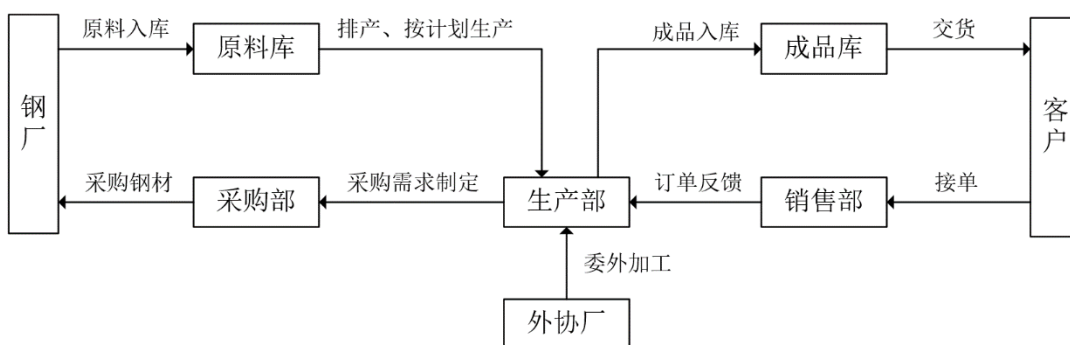 原料入库
排产、按计划生产
成品入库
交货
原料库
成品库
钢厂
客户
采购钢材
采购需求制定
订单反馈
接单
采购部
生产部
销售部
委外加工
外协厂